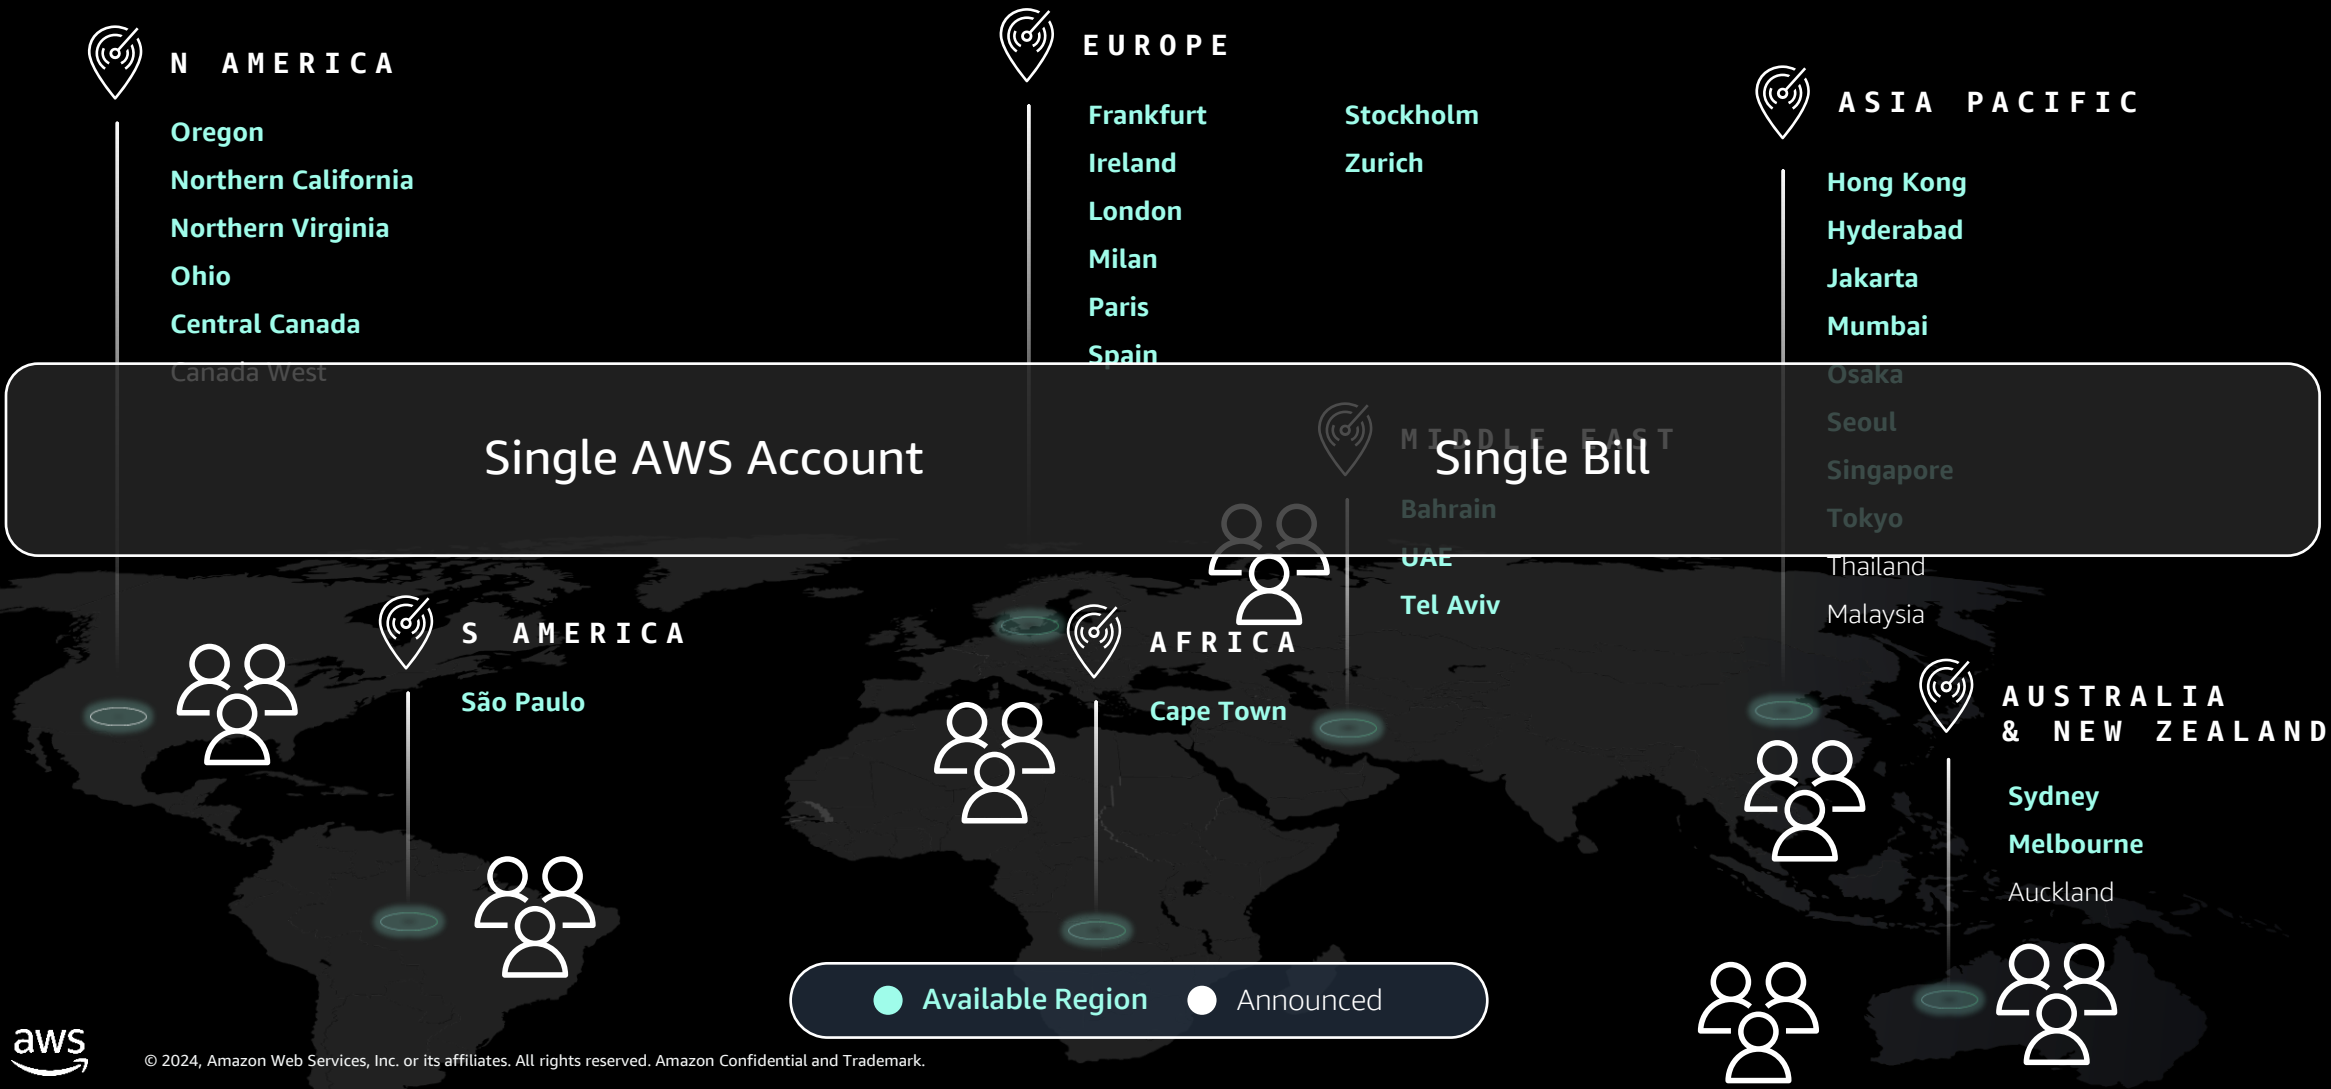 N AMERICA
Oregon
Northern California
Northern Virginia
Ohio
Central Canada
Canada West
EUROPE
Frankfurt
Ireland
London
Milan
Paris
Spain
Stockholm
Zurich
ASIA PACIFIC
Hong Kong
Hyderabad
Jakarta
Mumbai
Osaka
Seoul
Singapore
Tokyo
Thailand
Malaysia
Single AWS Account
Single Bill
MIDDLE EAST
Bahrain
UAE
Tel Aviv
S AMERICA
São Paulo
AFRICA
Cape Town
AUSTRALIA
& NEW ZEALAND
Sydney
Melbourne
Auckland
Available Region
Announced
aws
© 2024, Amazon Web Services, Inc. or its affiliates. All rights reserved. Amazon Confidential and Trademark.